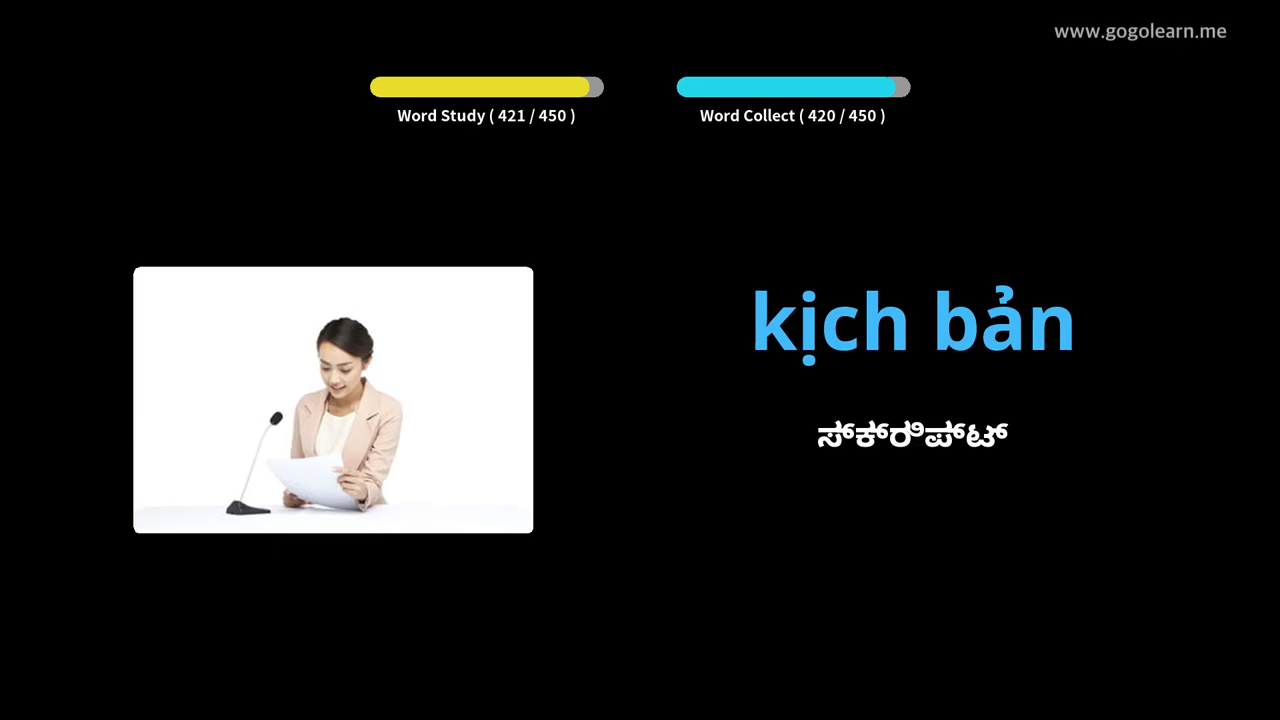 www.gogolearn.me
Word Study ( 421 / 450 )
Word Collect ( 420 / 450 )
kịch bản
ಸ್ಕ್ರಿಪ್ಟ್